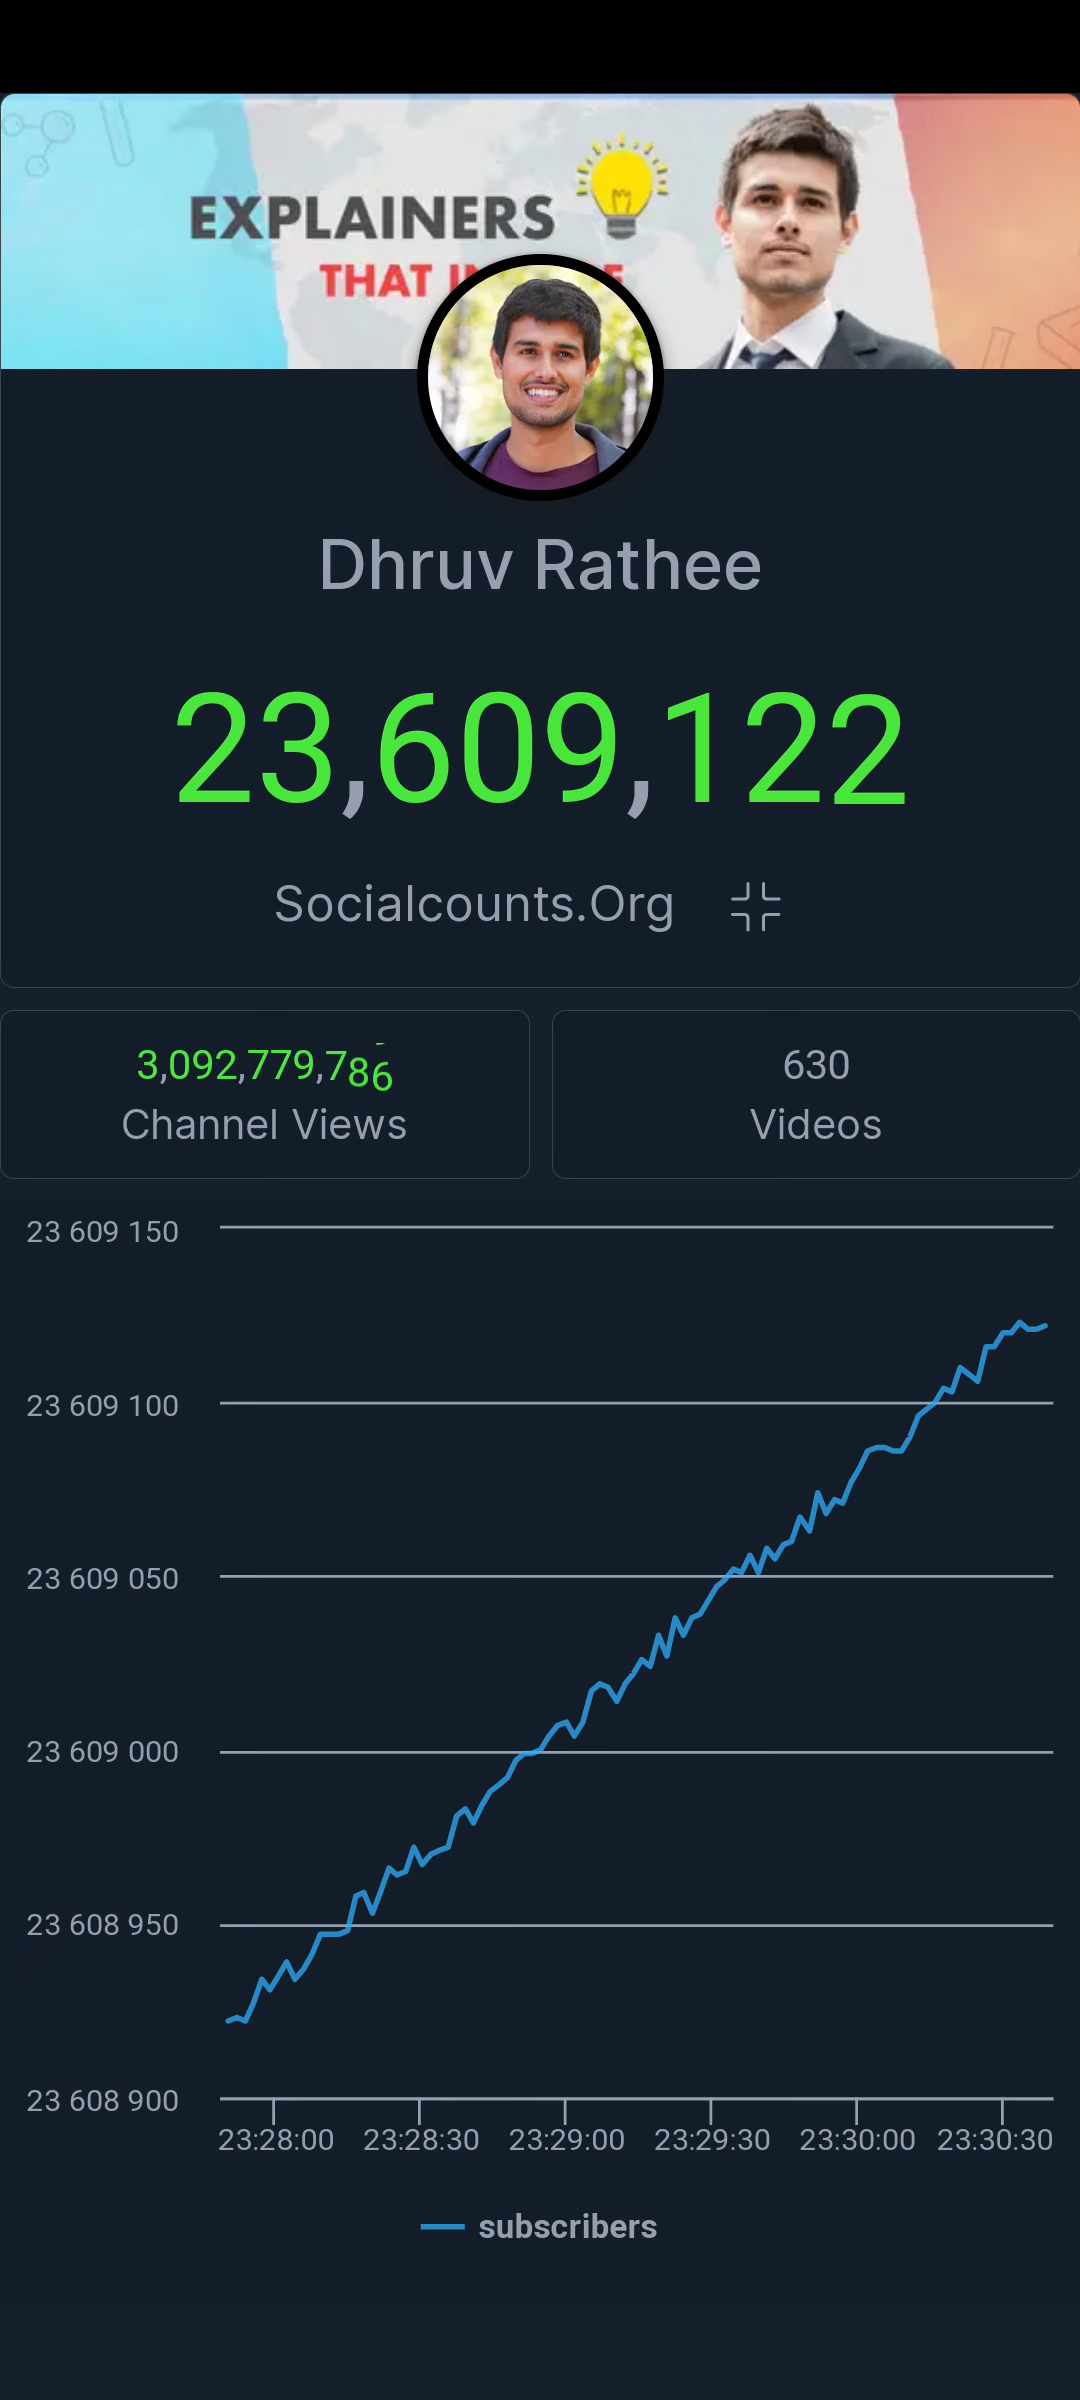 EXPLAINERS
THAT
Dhruv Rathee
23,609,122
Socialcounts.Org
3,092,779,786
Channel Views
630
Videos
23 609 150
23 609 100
23 609 050
23 609 000
23 608 950
23 608 900
23:28:00 23:28:30 23:29:00 23:29:30 23:30:00 23:30:30
subscribers